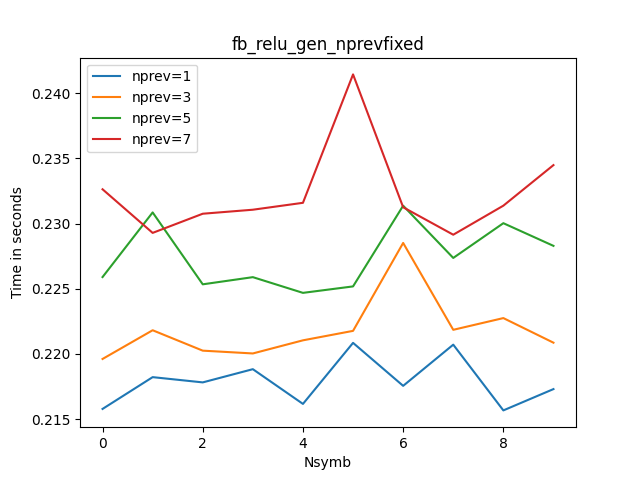 fb_relu_gen_nprevfixed
nprev=1
nprev=3
nprev=5
nprev=7
Time in seconds
0.240
0.235
0.230
0.225
0.220
0.215
0 2 4 6 8
Nsymb